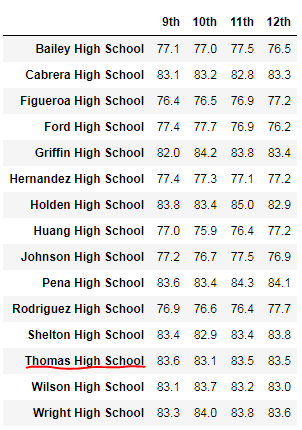 9th 10th 11th 12th
Bailey High School 77.1 77.0 77.5 76.5
Cabrera High School 83.1 83.2 82.8 83.3
Figueroa High School 76.4 76.5 76.9 77.2
Ford High School 77.4 77.7 76.9 76.2
Griffin High School 82.0 84.2 83.8 83.4
Hernandez High School 77.4 77.3 77.1 77.2
Holden High School 83.8 83.4 85.0 82.9
Huang High School 77.0 75.9 76.4 77.2
Johnson High School 77.2 76.7 77.5 76.9
Pena High School 83.6 83.4 84.3 84.1
Rodriguez High School 76.9 76.6 76.4 77.7
Shelton High School 83.4 82.9 83.4 83.8
Thomas High School 83.6 83.1 83.5 83.5
Wilson High School 83.1 83.7 83.2 83.0
Wright High School 83.3 84.0 83.8 83.6